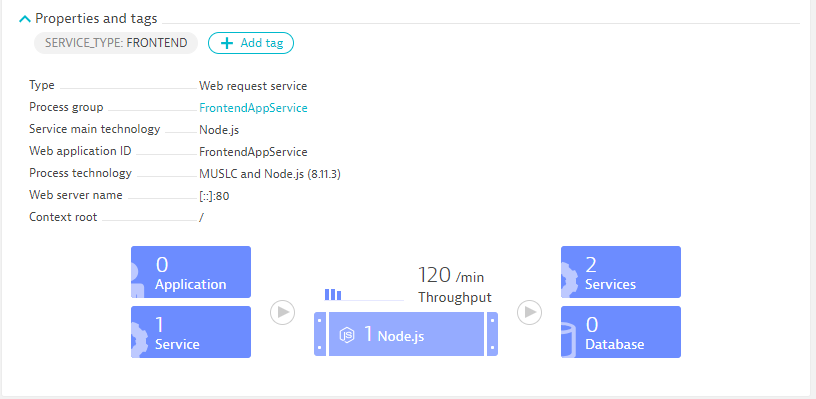 Properties and tags
SERVICE_TYPE: FRONTEND
+ Add tag
Type Web request service
Process group FrontendAppService
Service main technology Node.js
Web application ID FrontendAppService
Process technology MUSLC and Node.js (8.11.3)
Web server name [::]:80
Context root /
0
Application
1
Service
120 /min
Throughput
JS 1 Node.js
2
Services
0
Database